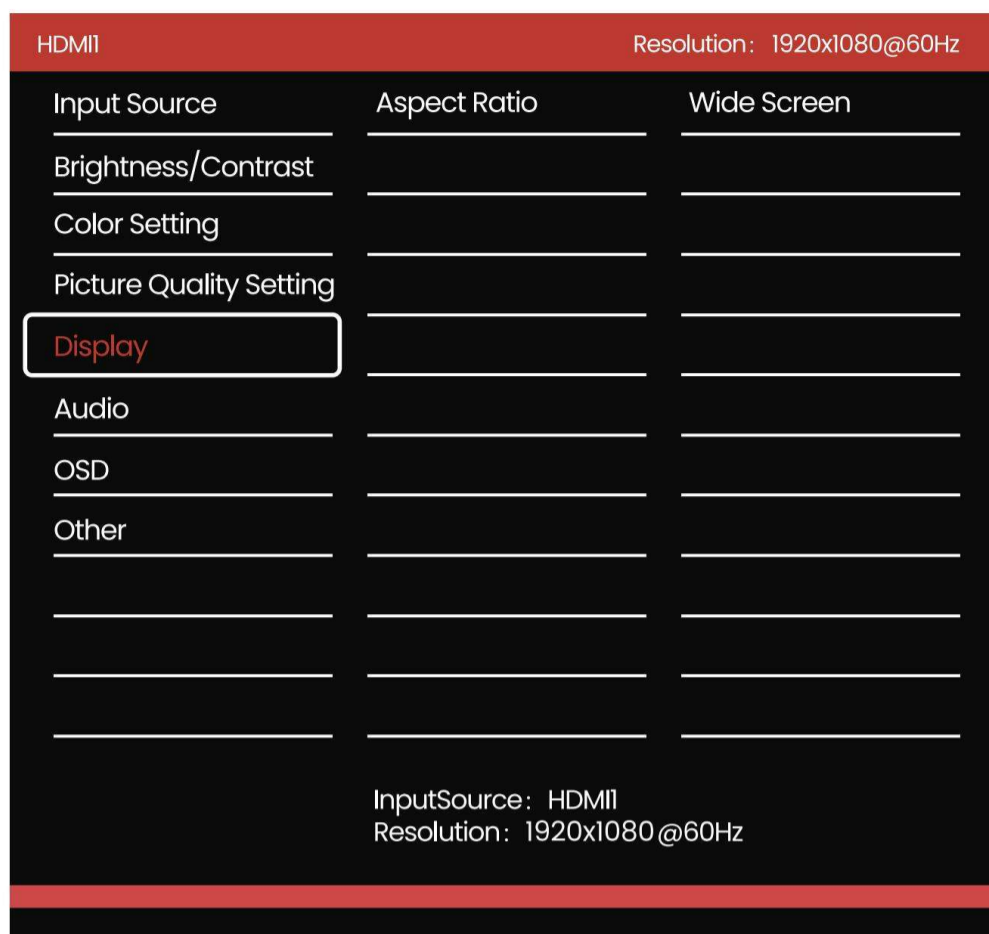 HDMI1 Resolution: 1920x1080@60Hz
Input Source Aspect Ratio Wide Screen
Brightness/Contrast
Color Setting
Picture Quality Setting
Display
Audio
OSD
Other
InputSource: HDMI1
Resolution: 1920x1080@60Hz